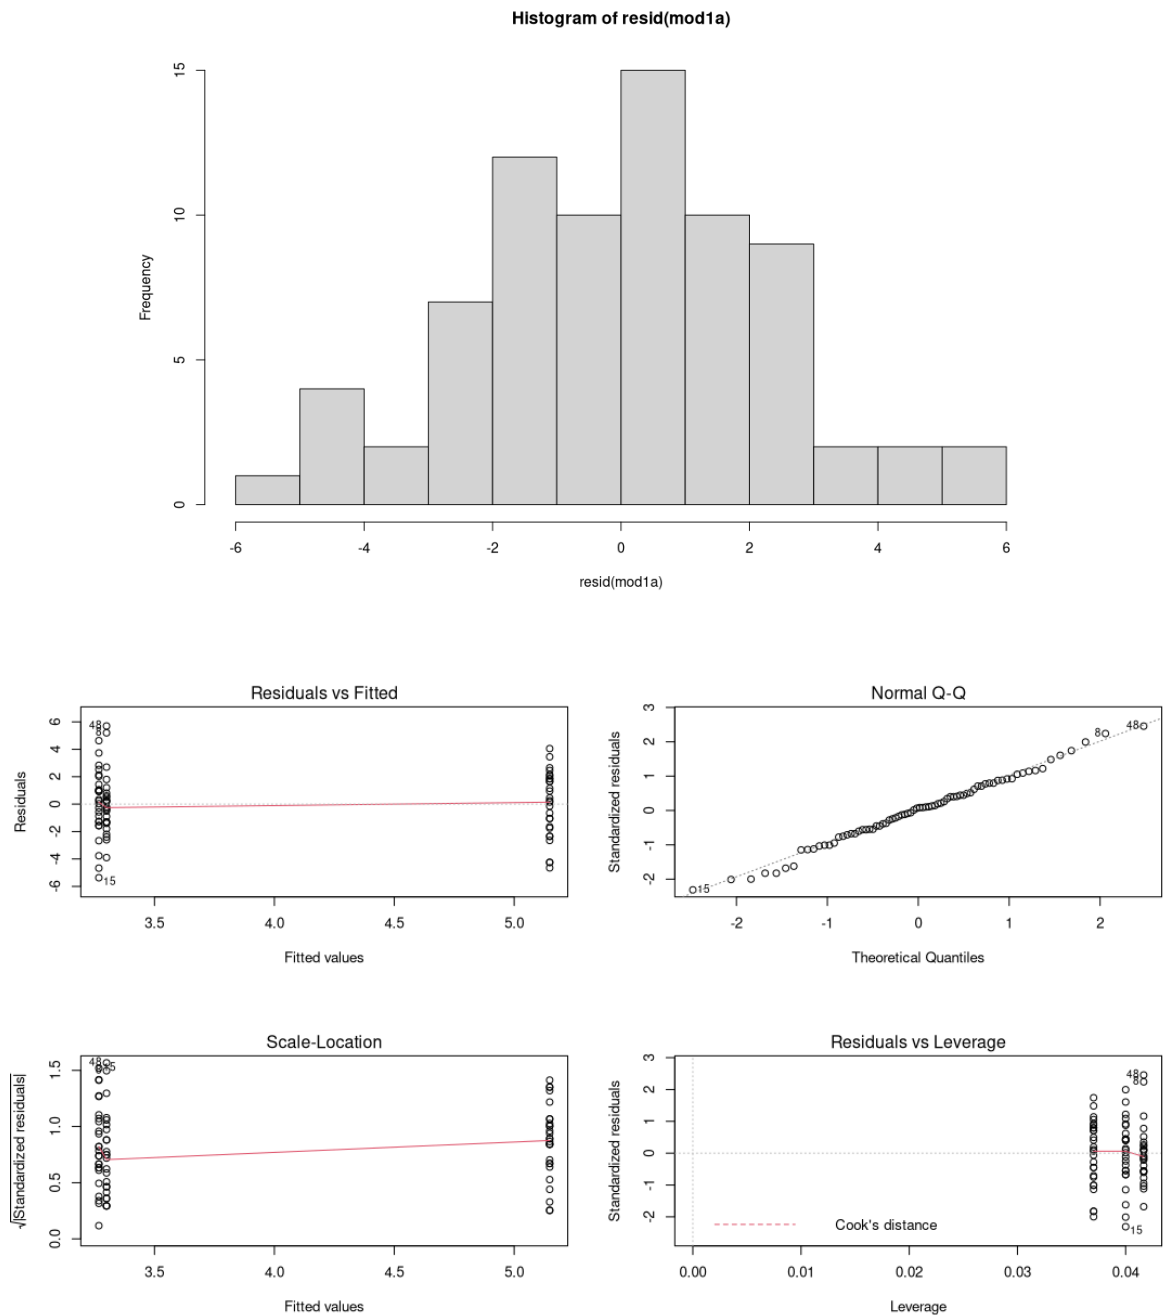 Histogram of resid(mod1a)
15
10
5
0
Frequency
-6 -4 -2 0 2 4 6
resid(mod1a)
Residuals vs Fitted
6
4
2
0
-2
-4
-6
Residuals
48
8
15
3.5 4.0 4.5 5.0
Fitted values
Normal Q-Q
3
2
1
0
-1
-2
Standardized residuals
8
48
15
-2 -1 0 1 2
Theoretical Quantiles
Scale-Location
1.5
1.0
0.5
0.0
√|Standardized residuals|
48
15
3.5 4.0 4.5 5.0
Fitted values
Residuals vs Leverage
3
2
1
0
-1
-2
Standardized residuals
48
8
15
Cook's distance
0.00 0.01 0.02 0.03 0.04
Leverage